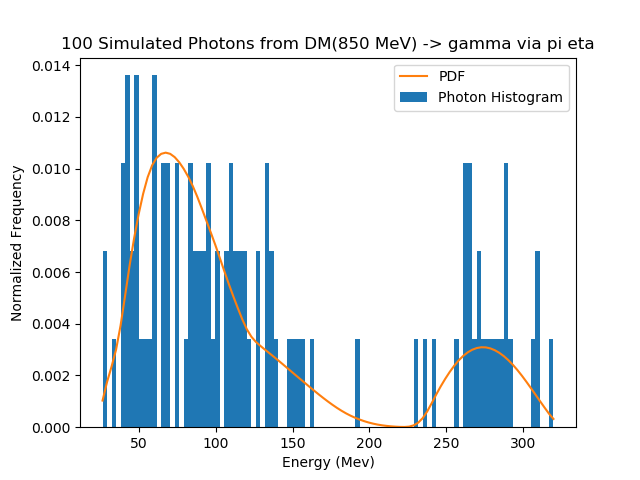 100 Simulated Photons from DM(850 MeV) -> gamma via pi eta
PDF
Photon Histogram
Normalized Frequency
0.014
0.012
0.010
0.008
0.006
0.004
0.002
0.000
50 100 150 200 250 300
Energy (Mev)